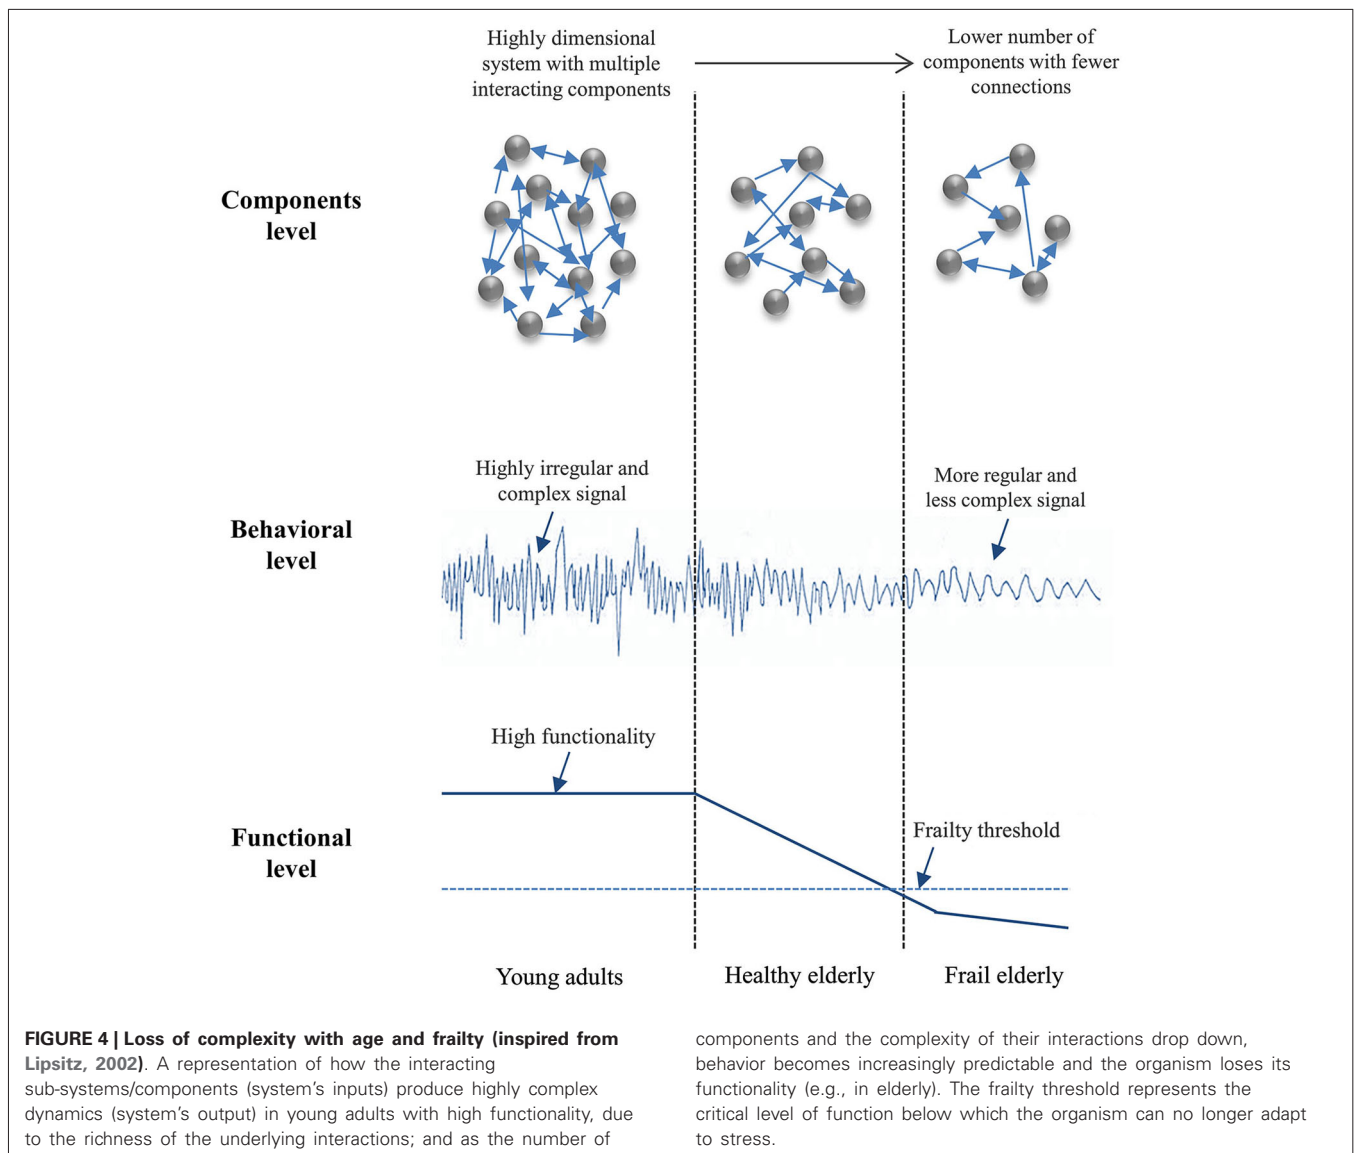 Highly dimensional
system with multiple
interacting components
Lower number of
components with fewer
connections
Components
level
Highly irregular and
complex signal
More regular and
less complex signal
Behavioral
level
High functionality
Frailty threshold
Functional
level
Young adults
Healthy elderly
Frail elderly
FIGURE 4 | Loss of complexity with age and frailty (inspired from
Lipsitz, 2002). A representation of how the interacting
sub-systems/components (system's inputs) produce highly complex
dynamics (system's output) in young adults with high functionality, due
to the richness of the underlying interactions; and as the number of
components and the complexity of their interactions drop down,
behavior becomes increasingly predictable and the organism loses its
functionality (e.g., in elderly). The frailty threshold represents the
critical level of function below which the organism can no longer adapt
to stress.